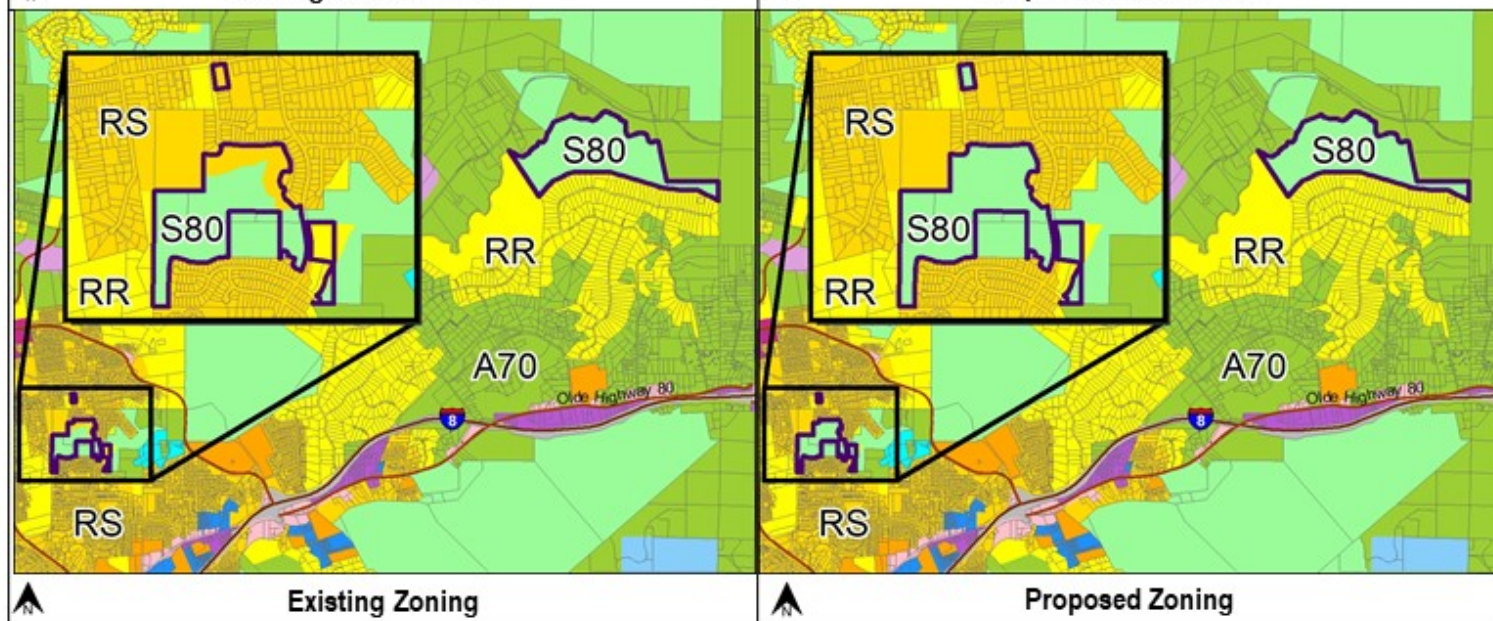 RS
S80
RR
S80
RR
A70
Olde Highway 80
8
RS
N
Existing Zoning
RS
S80
RR
S80
RR
A70
Olde Highway 80
8
RS
N
Proposed Zoning